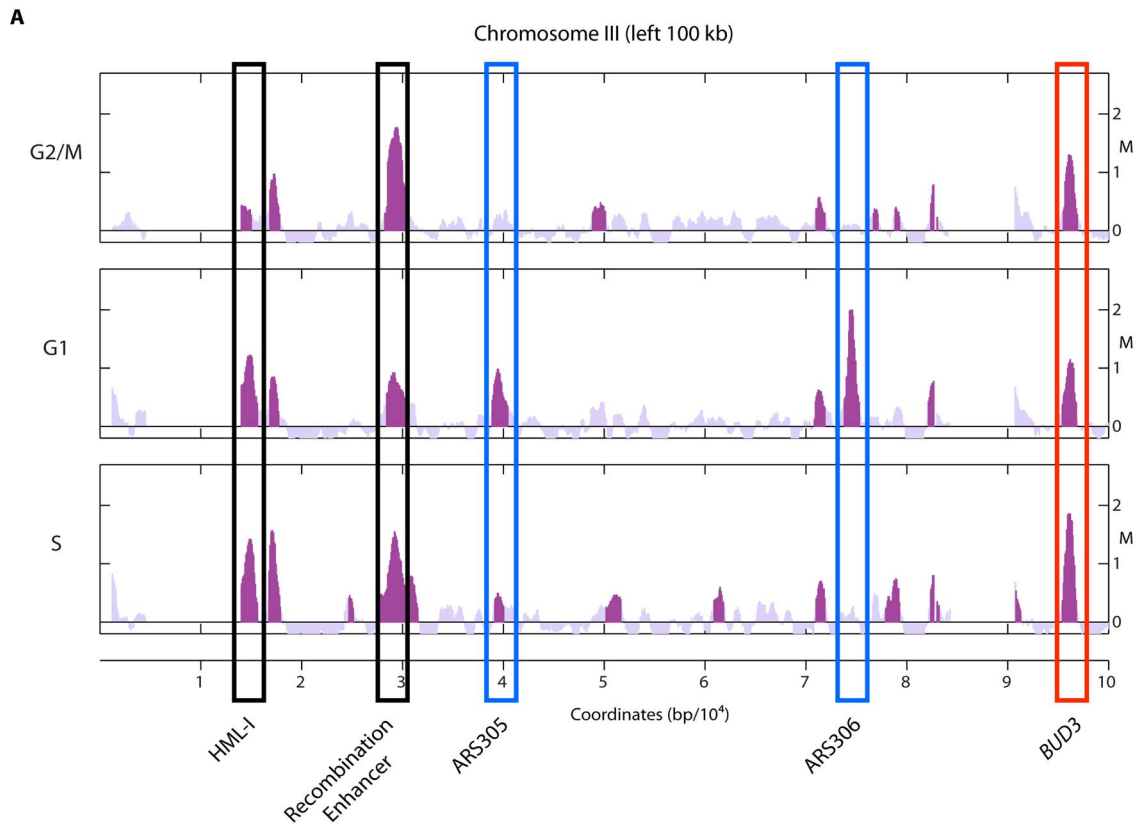 A
Chromosome III (left 100 kb)
G2/M
2
M
1
0
G1
2
M
1
0
S
2
M
1
0
1 2 3 4 5 6 7 8 9 10
Coordinates (bp/10⁴)
HML-I
Recombination
Enhancer
ARS305
ARS306
BUD3